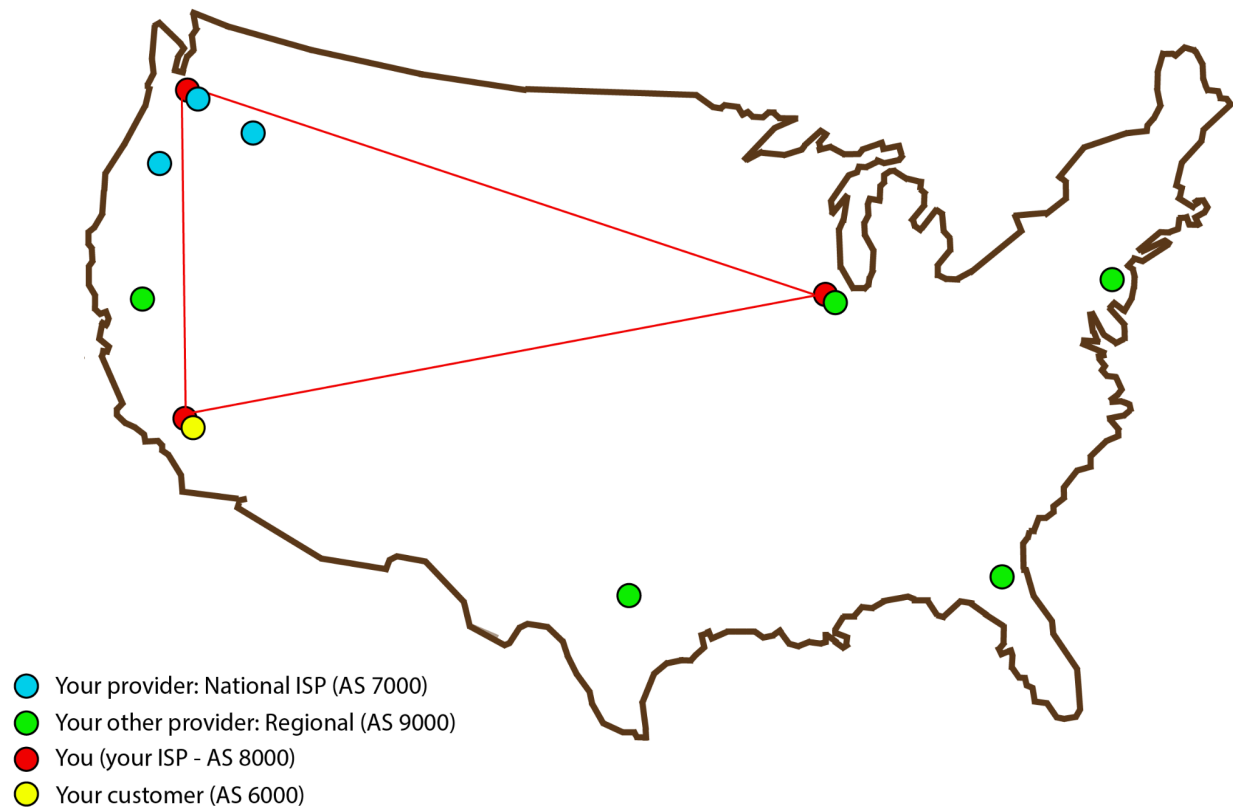 Your provider: National ISP (AS 7000)
Your other provider: Regional (AS 9000)
You (your ISP - AS 8000)
Your customer (AS 6000)